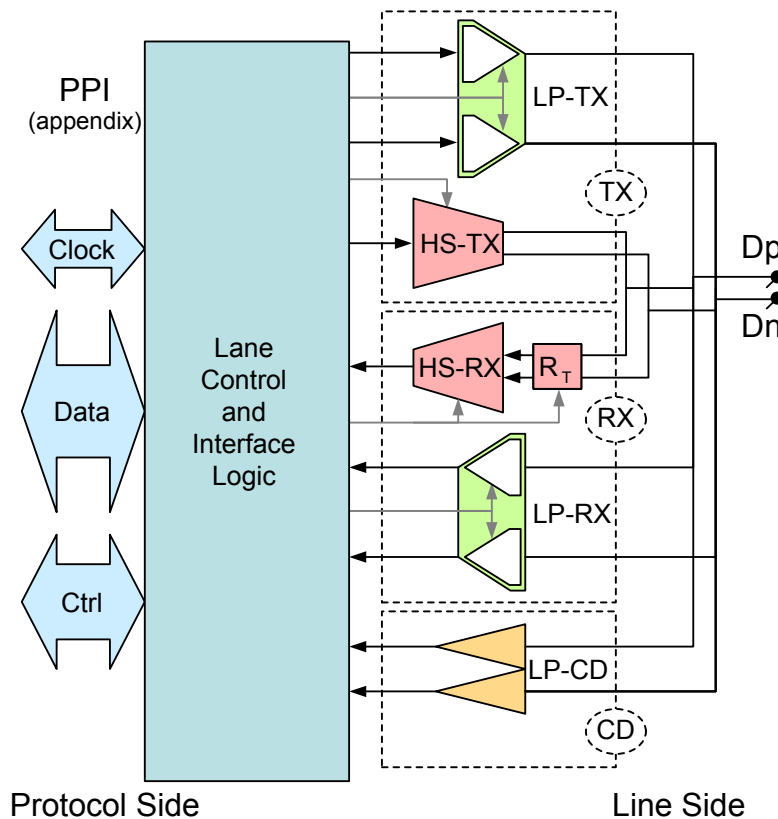 PPI
(appendix)
Clock
Data
Ctrl
Lane
Control
and
Interface
Logic
LP-TX
TX
HS-TX
HS-RX
RT
RX
LP-RX
LP-CD
CD
Dp
Dn
Protocol Side
Line Side